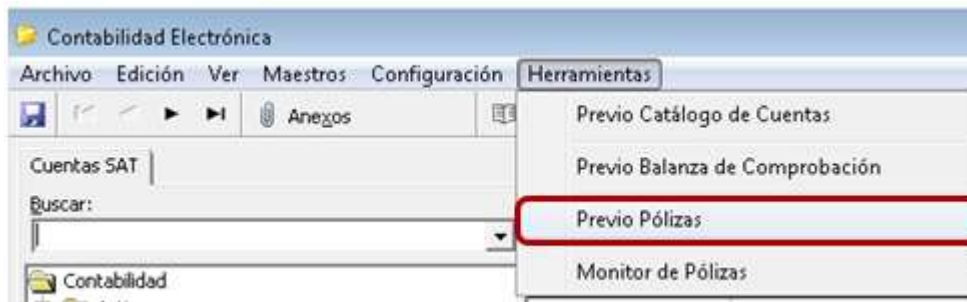 Contabilidad Electrónica
Archivo Edición Ver Maestros Configuración Herramientas
Anexos
Previo Catálogo de Cuentas
Previo Balanza de Comprobación
Previo Pólizas
Monitor de Pólizas
Cuentas SAT
Buscar:
Contabilidad